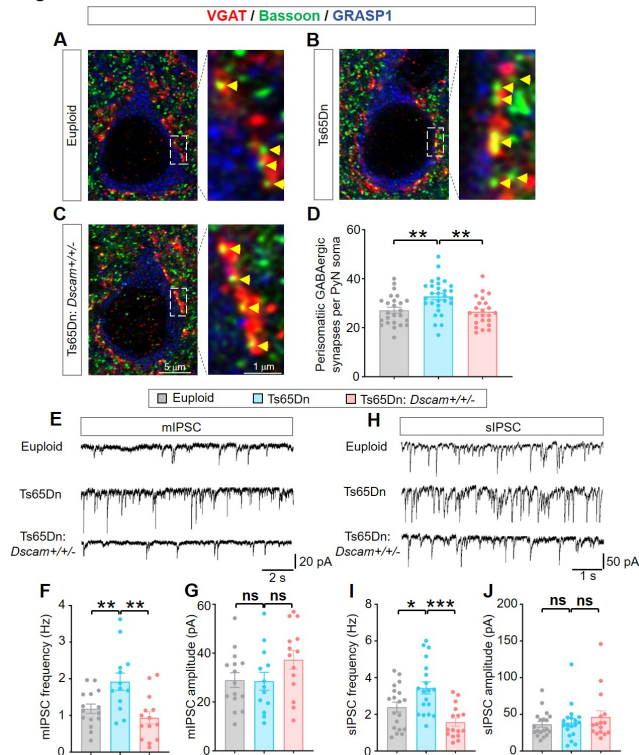 VGAT / Bassoon / GRASP1
A
B
Euploid
Ts65Dn
C
D
Ts65Dn: Dscam+/+/-
5 μm
1 μm
Perisomatiic GABAergic
synapses per PyN soma
60
40
20
0
** **
Euploid
Ts65Dn
Ts65Dn: Dscam+/+/-
E
mIPSC
Euploid
Ts65Dn
Ts65Dn:
Dscam+/+/-
20 pA
2 s
H
sIPSC
Euploid
Ts65Dn
Ts65Dn:
Dscam+/+/-
50 pA
1 s
F
mIPSC frequency (Hz)
4
3
2
1
0
** **
G
mIPSC amplitude (pA)
60
40
20
0
ns ns
I
sIPSC frequency (Hz)
8
6
4
2
0
* ***
J
sIPSC amplitude (pA)
200
150
100
50
0
ns ns